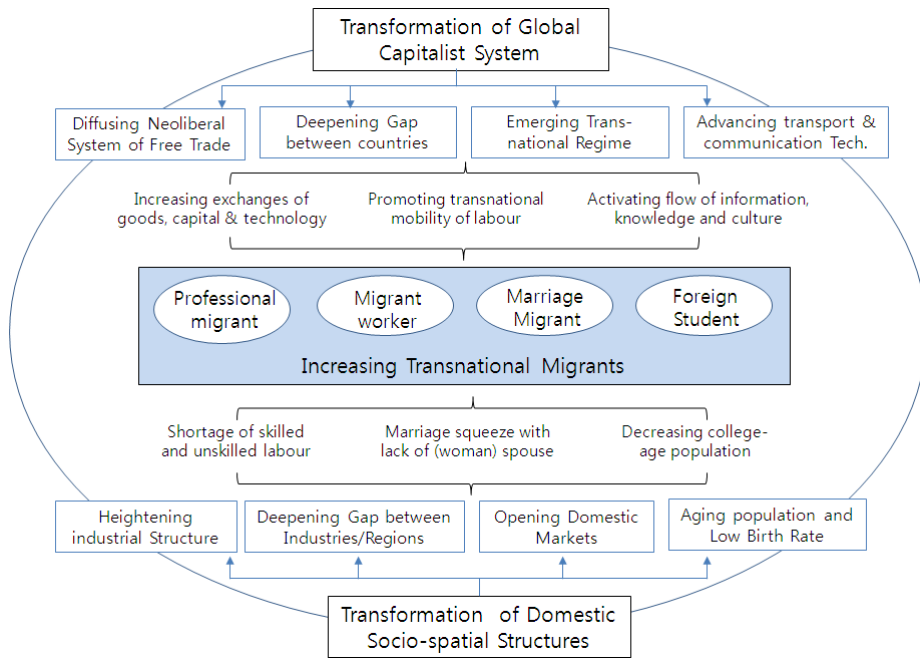 Transformation of Global
Capitalist System
Diffusing Neoliberal
System of Free Trade
Deepening Gap
between countries
Emerging Trans-
national Regime
Advancing transport &
communication Tech.
Increasing exchanges of
goods, capital & technology
Promoting transnational
mobility of labour
Activating flow of information,
knowledge and culture
Professional
migrant
Migrant
worker
Marriage
Migrant
Foreign
Student
Increasing Transnational Migrants
Shortage of skilled
and unskilled labour
Marriage squeeze with
lack of (woman) spouse
Decreasing college-
age population
Heightening
industrial Structure
Deepening Gap between
Industries/Regions
Opening Domestic
Markets
Aging population and
Low Birth Rate
Transformation of Domestic
Socio-spatial Structures